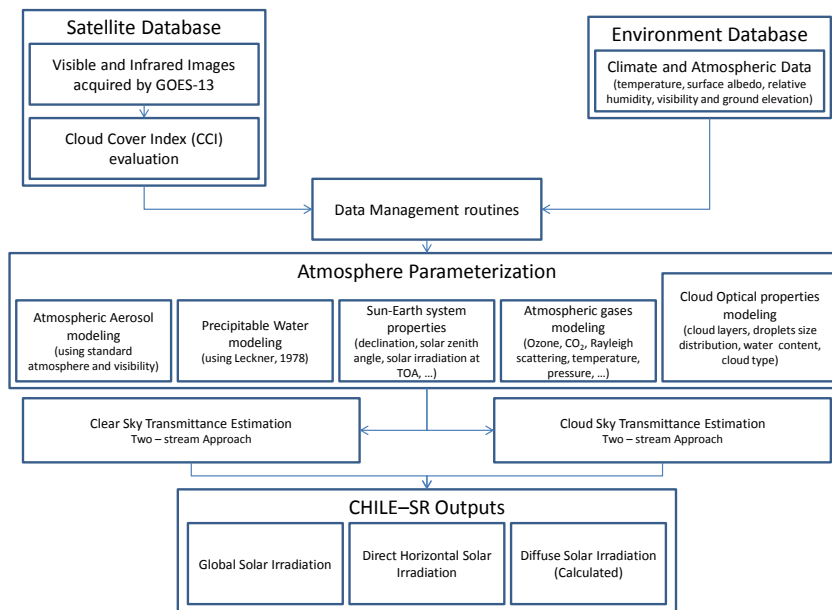 Satellite Database
Visible and Infrared Images
acquired by GOES-13
Cloud Cover Index (CCI)
evaluation
Environment Database
Climate and Atmospheric Data
(temperature, surface albedo, relative
humidity, visibility and ground elevation)
Data Management routines
Atmosphere Parameterization
Atmospheric Aerosol
modeling
(using standard
atmosphere and visibility)
Precipitable Water
modeling
(using Leckner, 1978)
Sun-Earth system
properties
(declination, solar zenith
angle, solar irradiation at
TOA, ...)
Atmospheric gases
modeling
(Ozone, CO₂, Rayleigh
scattering, temperature,
pressure, ...)
Cloud Optical properties
modeling
(cloud layers, droplets size
distribution, water content,
cloud type)
Clear Sky Transmittance Estimation
Two – stream Approach
Cloud Sky Transmittance Estimation
Two – stream Approach
CHILE–SR Outputs
Global Solar Irradiation
Direct Horizontal Solar
Irradiation
Diffuse Solar Irradiation
(Calculated)